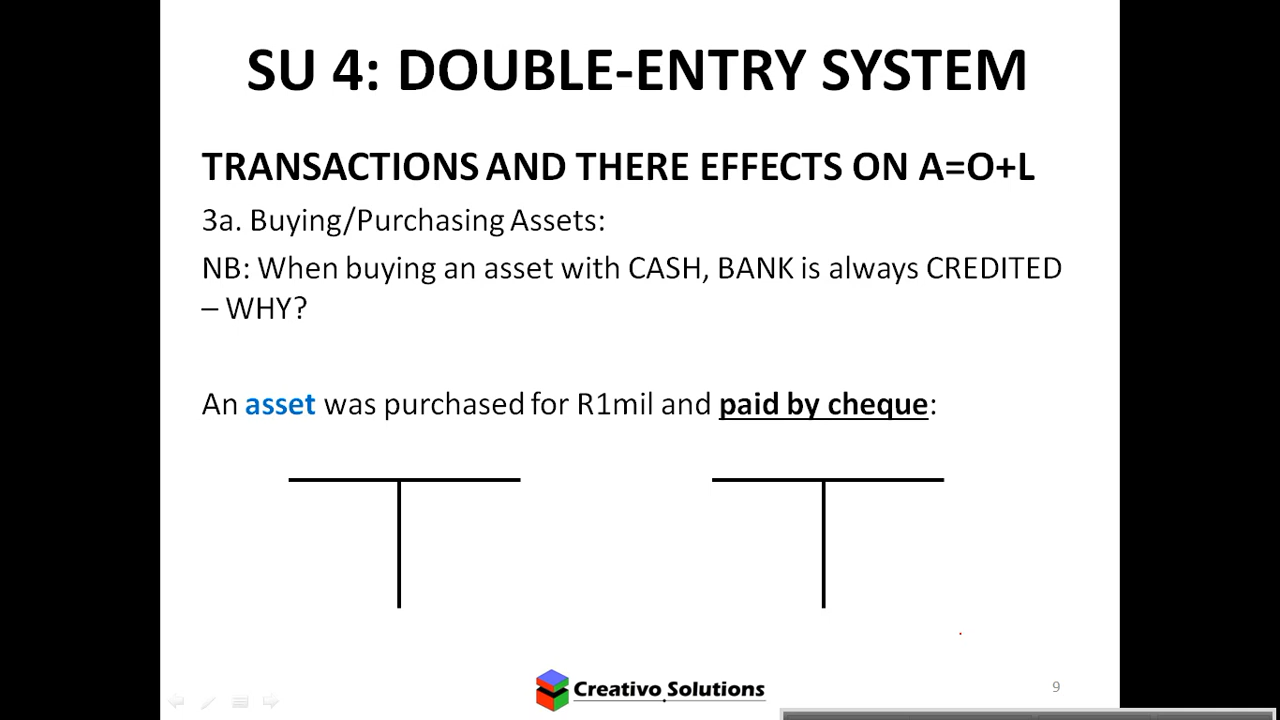 SU 4: DOUBLE-ENTRY SYSTEM
TRANSACTIONS AND THERE EFFECTS ON A=O+L
3a. Buying/Purchasing Assets:
NB: When buying an asset with CASH, BANK is always CREDITED
– WHY?
An asset was purchased for R1mil and paid by cheque:
Creativo Solutions
9